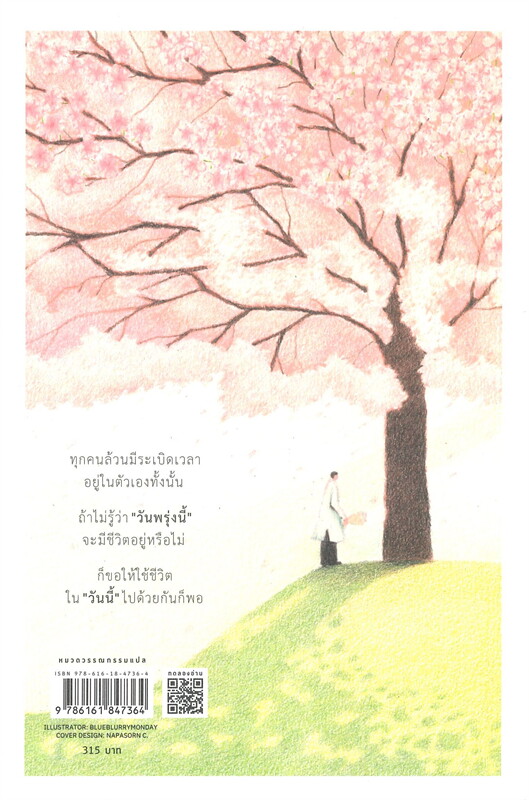 ทุกคนล้วนมีระเบิดเวลา
อยู่ในตัวเองทั้งนั้น
ถ้าไม่รู้ว่า "วันพรุ่งนี้"
จะมีชีวิตอยู่หรือไม่
ก็ขอให้ใช้ชีวิต
ใน "วันนี้" ไปด้วยกันก็พอ
หมวดวรรณกรรมแปล
ISBN 978-616-18-4736-4
ทดลองอ่าน
9 786161 847364
ILLUSTRATOR: BLUEBLURRYMONDAY
COVER DESIGN: NAPASORN C.
315 บาท